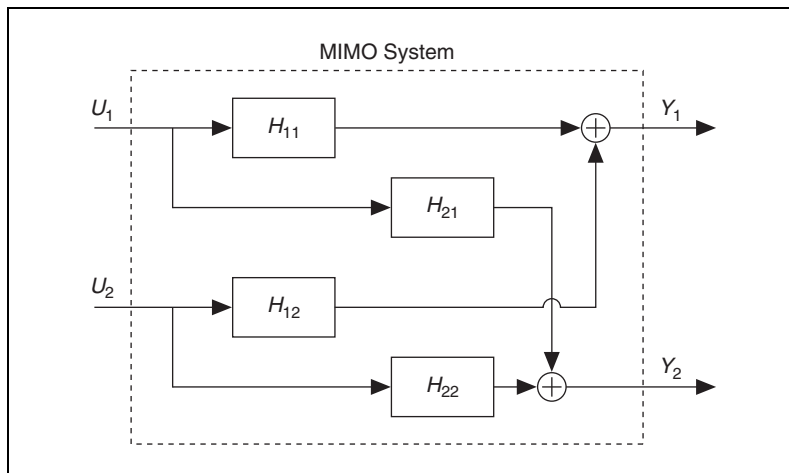 MIMO System
U₁
H₁₁
Y₁
H₂₁
U₂
H₁₂
H₂₂
Y₂